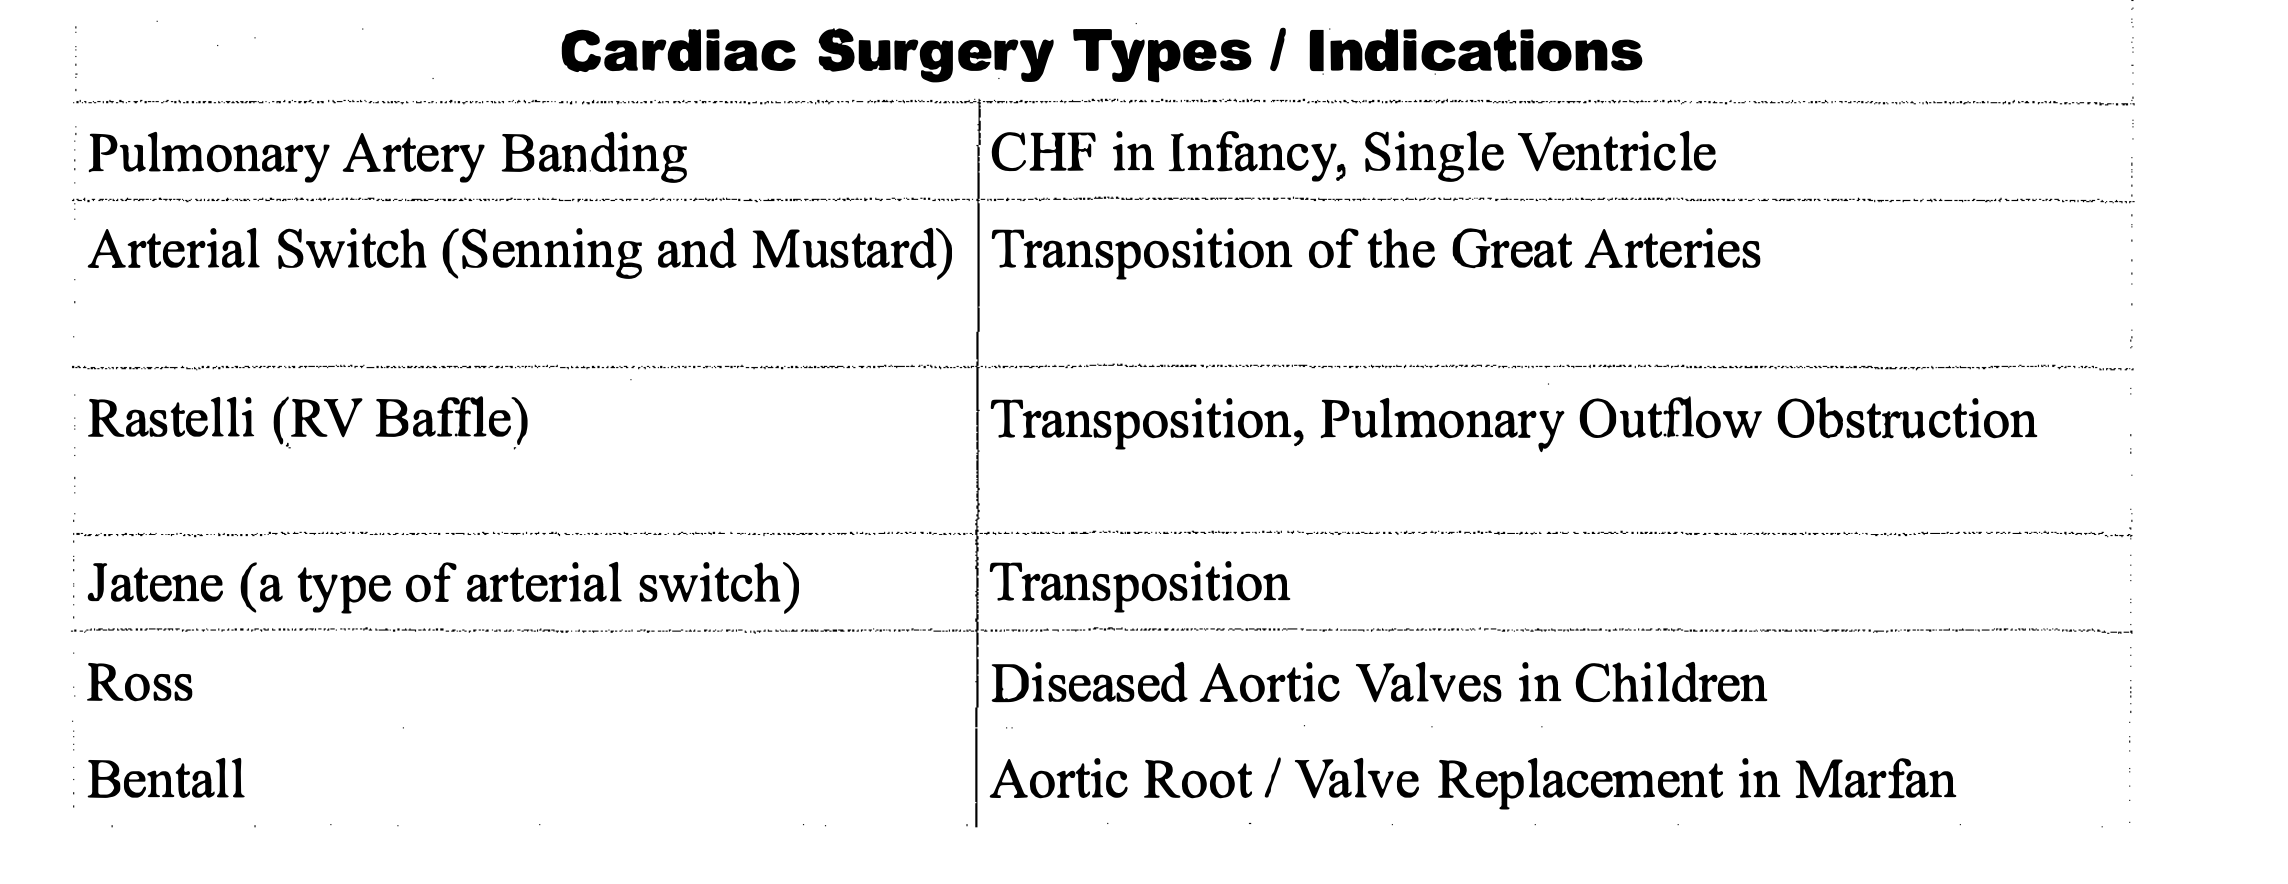 Cardiac Surgery Types / Indications
Pulmonary Artery Banding
CHF in Infancy, Single Ventricle
Arterial Switch (Senning and Mustard)
Transposition of the Great Arteries
Rastelli (RV Baffle)
Transposition, Pulmonary Outflow Obstruction
Jatene (a type of arterial switch)
Transposition
Ross
Diseased Aortic Valves in Children
Bentall
Aortic Root / Valve Replacement in Marfan